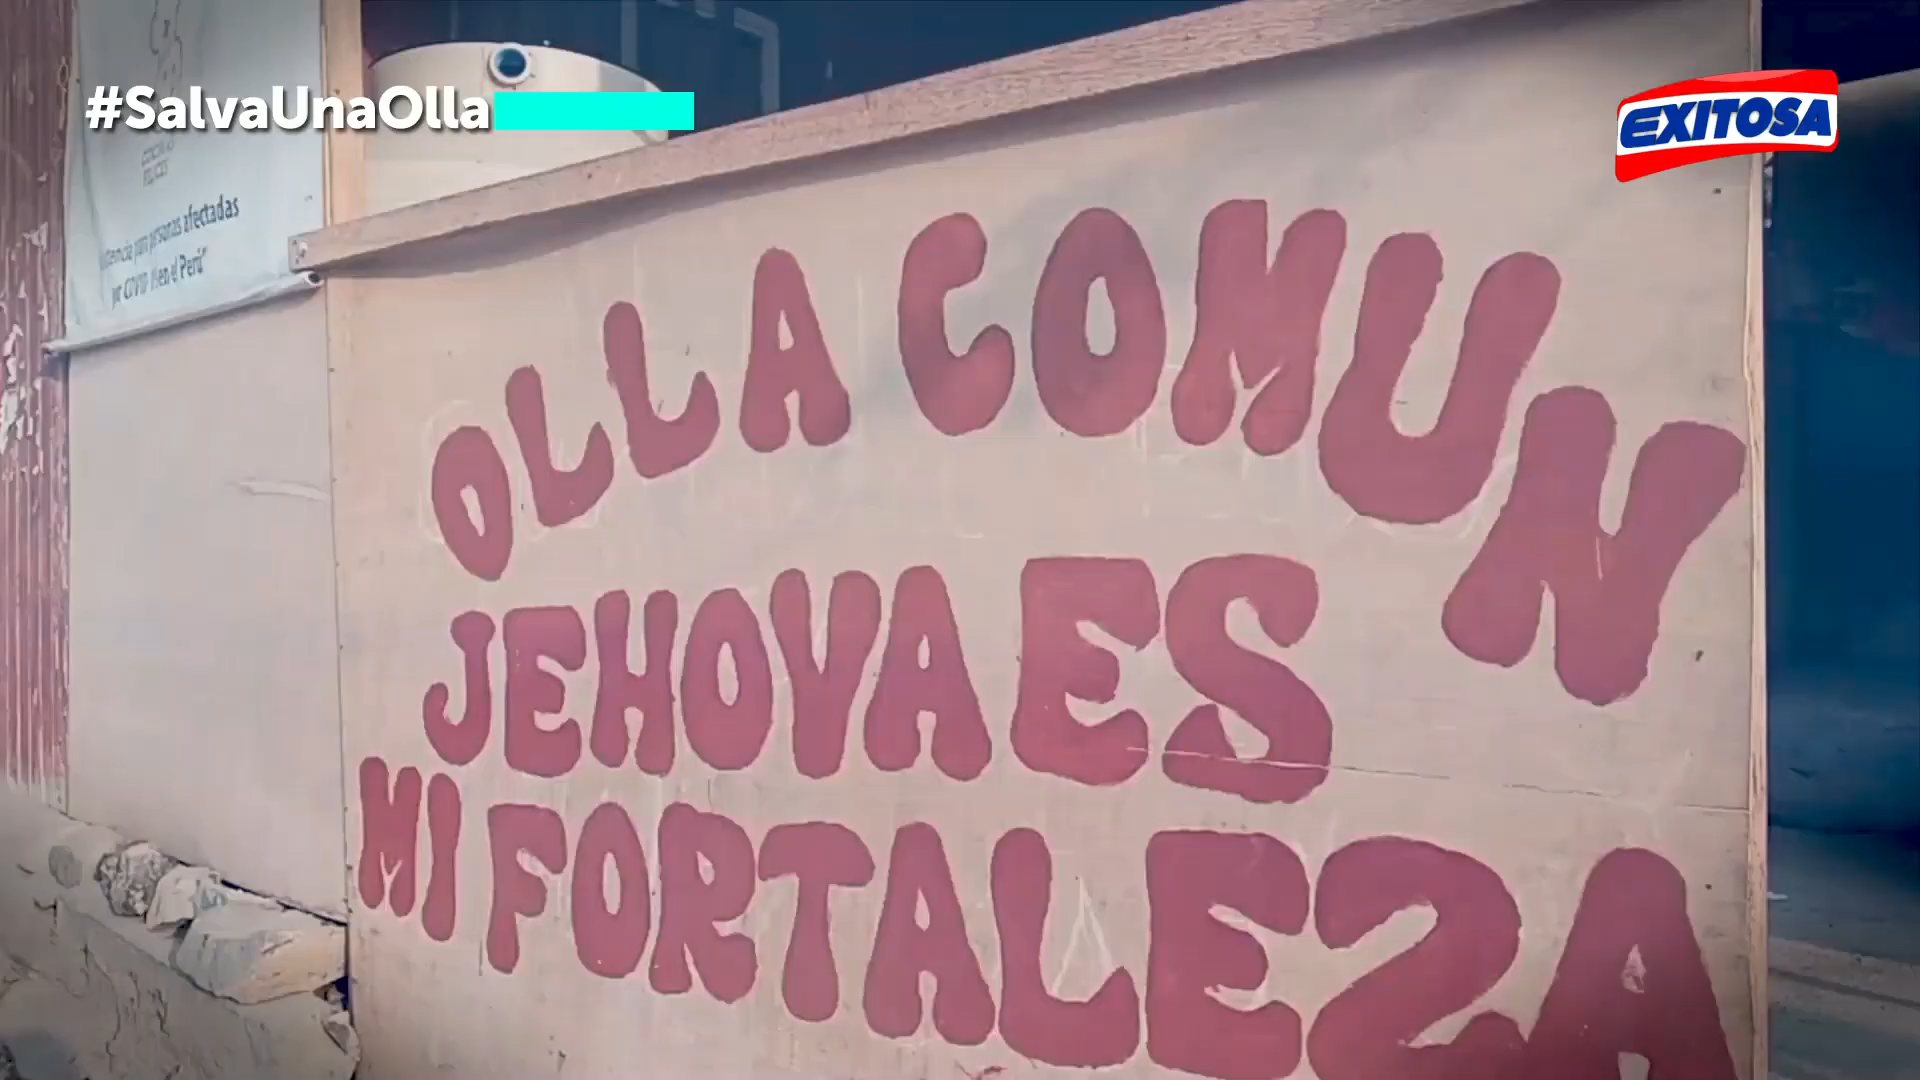 #SalvaUnaOlla
EXITOSA
personas afectadas
por COVID en el Perú"
OLLA COMUN
JEHOVA ES
MI FORTALEZA